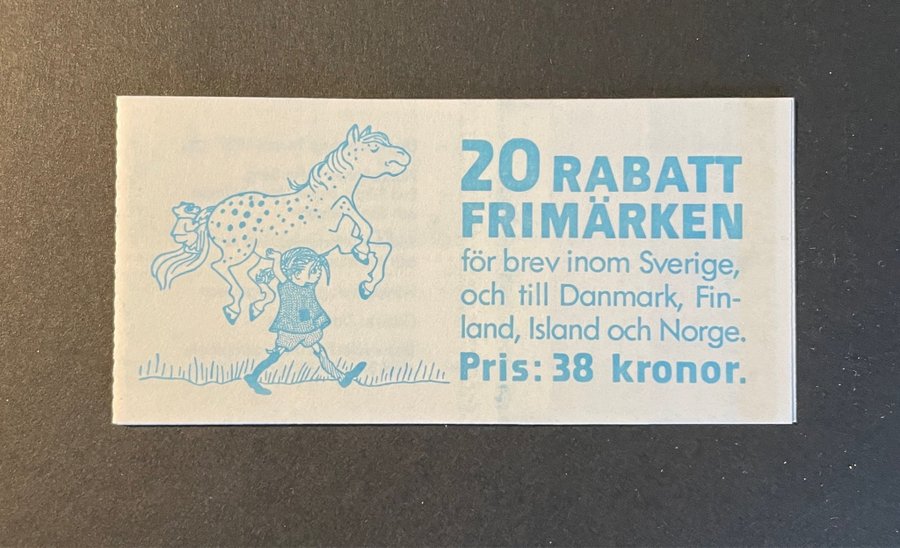 20 RABATT
FRIMÄRKEN
för brev inom Sverige,
och till Danmark, Fin-
land, Island och Norge.
Pris: 38 kronor.